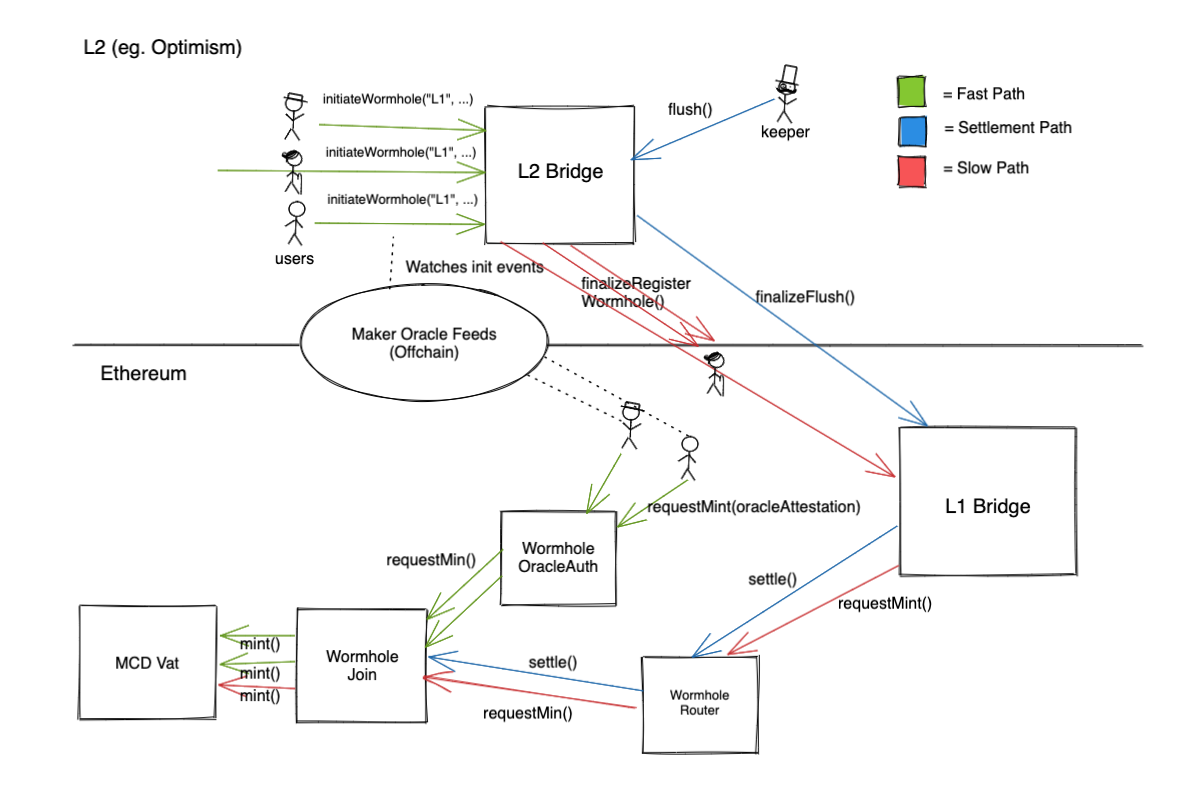 L2 (eg. Optimism)
initiateWormhole("L1", ...)
initiateWormhole("L1", ...)
initiateWormhole("L1", ...)
users
L2 Bridge
flush()
keeper
= Fast Path
= Settlement Path
= Slow Path
Watches init events
finalizeRegister
Wormhole()
finalizeFlush()
Maker Oracle Feeds
(Offchain)
Ethereum
requestMint(oracleAttestation)
L1 Bridge
Wormhole
OracleAuth
requestMin()
settle()
requestMint()
MCD Vat
mint()
mint()
mint()
Wormhole
Join
settle()
requestMin()
Wormhole
Router